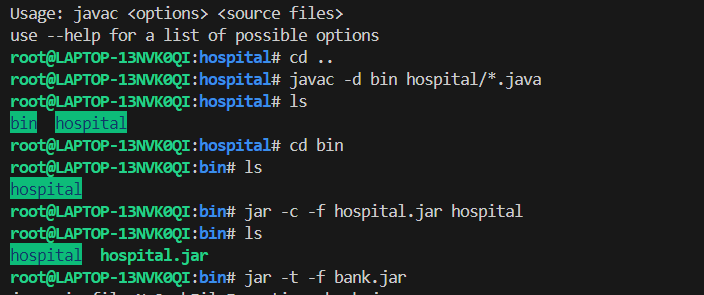 Usage: javac <options> <source files>
use --help for a list of possible options
root@LAPTOP-13NVK0QI:hospital# cd ..
root@LAPTOP-13NVK0QI:hospital# javac -d bin hospital/*.java
root@LAPTOP-13NVK0QI:hospital# ls
bin  hospital
root@LAPTOP-13NVK0QI:hospital# cd bin
root@LAPTOP-13NVK0QI:bin# ls
hospital
root@LAPTOP-13NVK0QI:bin# jar -c -f hospital.jar hospital
root@LAPTOP-13NVK0QI:bin# ls
hospital  hospital.jar
root@LAPTOP-13NVK0QI:bin# jar -t -f bank.jar